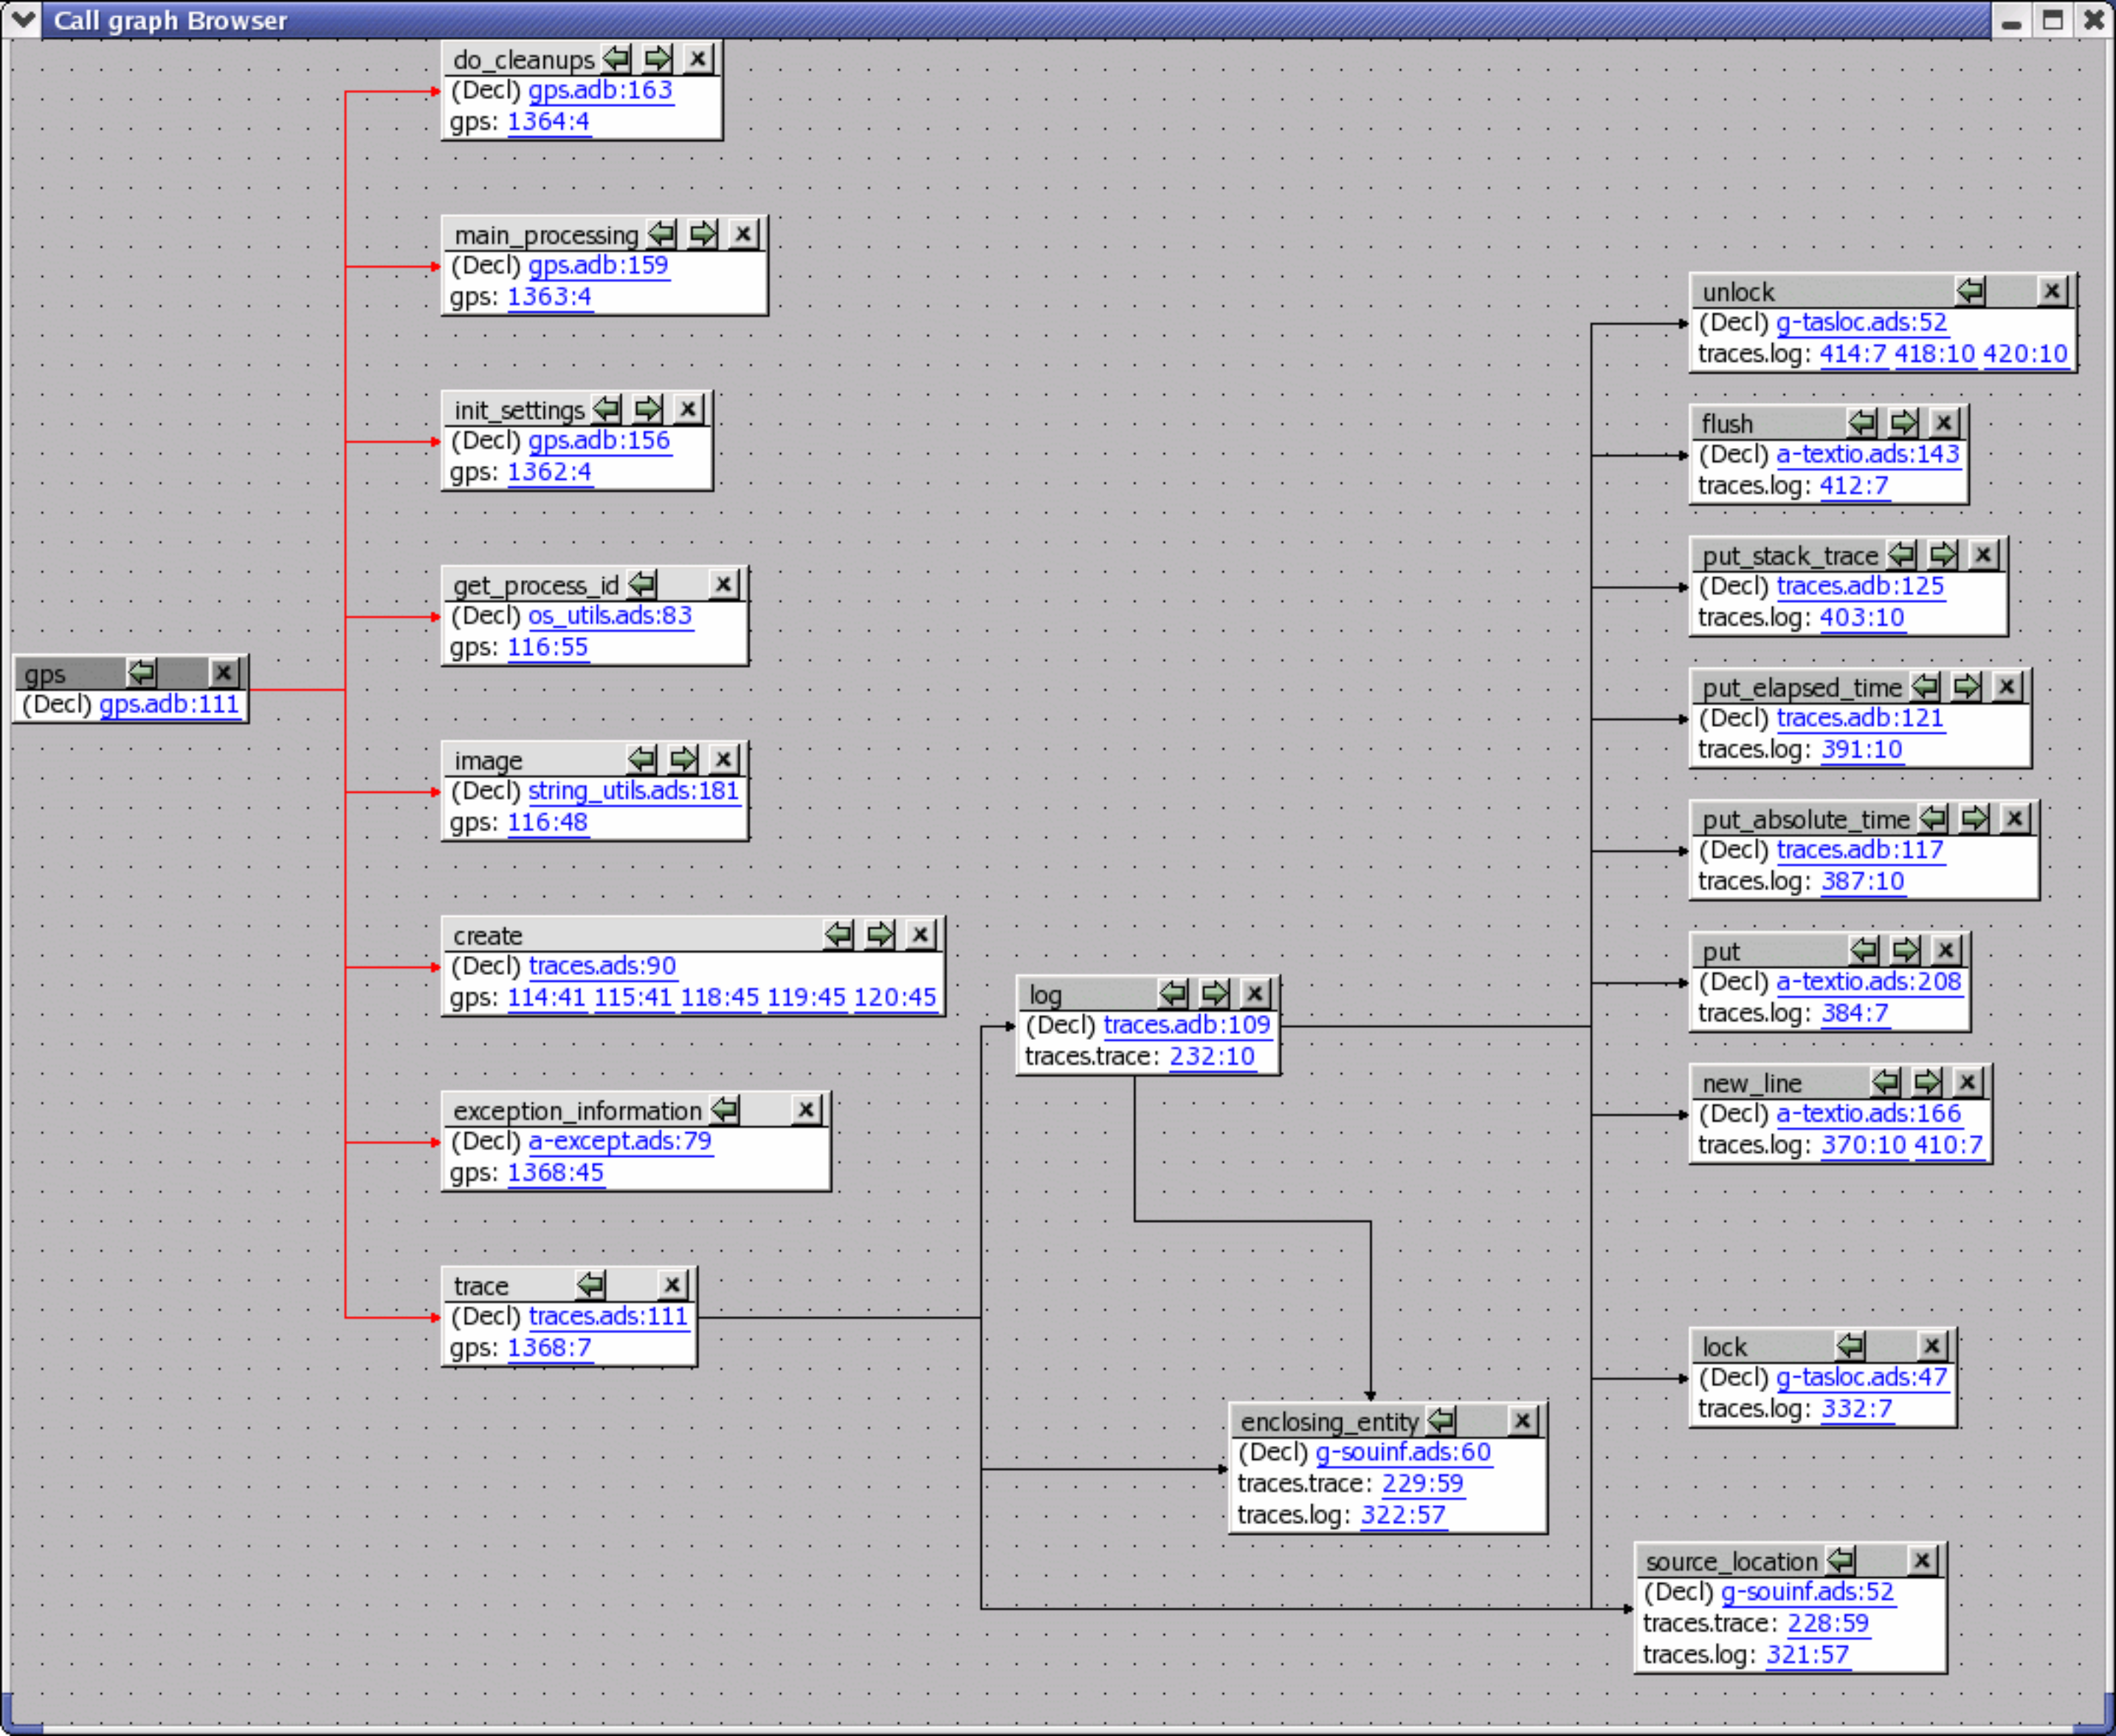 Call graph Browser
do_cleanups
(Decl) gps.adb:163
gps: 1364:4
main_processing
(Decl) gps.adb:159
gps: 1363:4
init_settings
(Decl) gps.adb:156
gps: 1362:4
get_process_id
(Decl) os_utils.ads:83
gps: 116:55
gps
(Decl) gps.adb:111
image
(Decl) string_utils.ads:181
gps: 116:48
create
(Decl) traces.ads:90
gps: 114:41 115:41 118:45 119:45 120:45
exception_information
(Decl) a-except.ads:79
gps: 1368:45
trace
(Decl) traces.ads:111
gps: 1368:7
log
(Decl) traces.adb:109
traces.trace: 232:10
enclosing_entity
(Decl) g-souinf.ads:60
traces.trace: 229:59
traces.log: 322:57
unlock
(Decl) g-tasloc.ads:52
traces.log: 414:7 418:10 420:10
flush
(Decl) a-textio.ads:143
traces.log: 412:7
put_stack_trace
(Decl) traces.adb:125
traces.log: 403:10
put_elapsed_time
(Decl) traces.adb:121
traces.log: 391:10
put_absolute_time
(Decl) traces.adb:117
traces.log: 387:10
put
(Decl) a-textio.ads:208
traces.log: 384:7
new_line
(Decl) a-textio.ads:166
traces.log: 370:10 410:7
lock
(Decl) g-tasloc.ads:47
traces.log: 332:7
source_location
(Decl) g-souinf.ads:52
traces.trace: 228:59
traces.log: 321:57